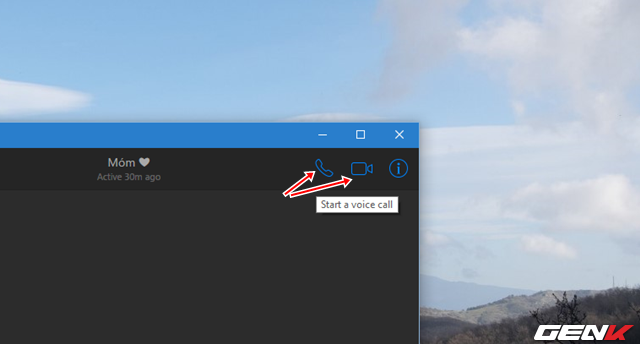 Móm 🖤
Active 30m ago
Start a voice call
GENK